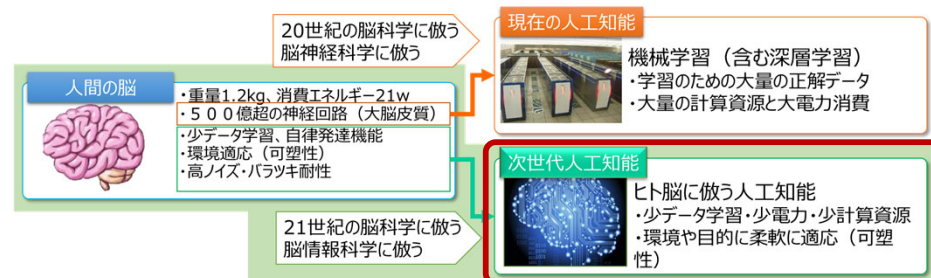 20世紀の脳科学に倣う
脳神経科学に倣う
現在の人工知能
機械学習（含む深層学習）
・学習のための大量の正解データ
・大量の計算資源と大電力消費
人間の脳
・重量1.2kg、消費エネルギー21w
・５００億超の神経回路（大脳皮質）
・少データ学習、自律発達機能
・環境適応（可塑性）
・高ノイズ・バラツキ耐性
次世代人工知能
ヒト脳に倣う人工知能
・少データ学習・少電力・少計算資源
・環境や目的に柔軟に適応（可塑
性）
21世紀の脳科学に倣う
脳情報科学に倣う